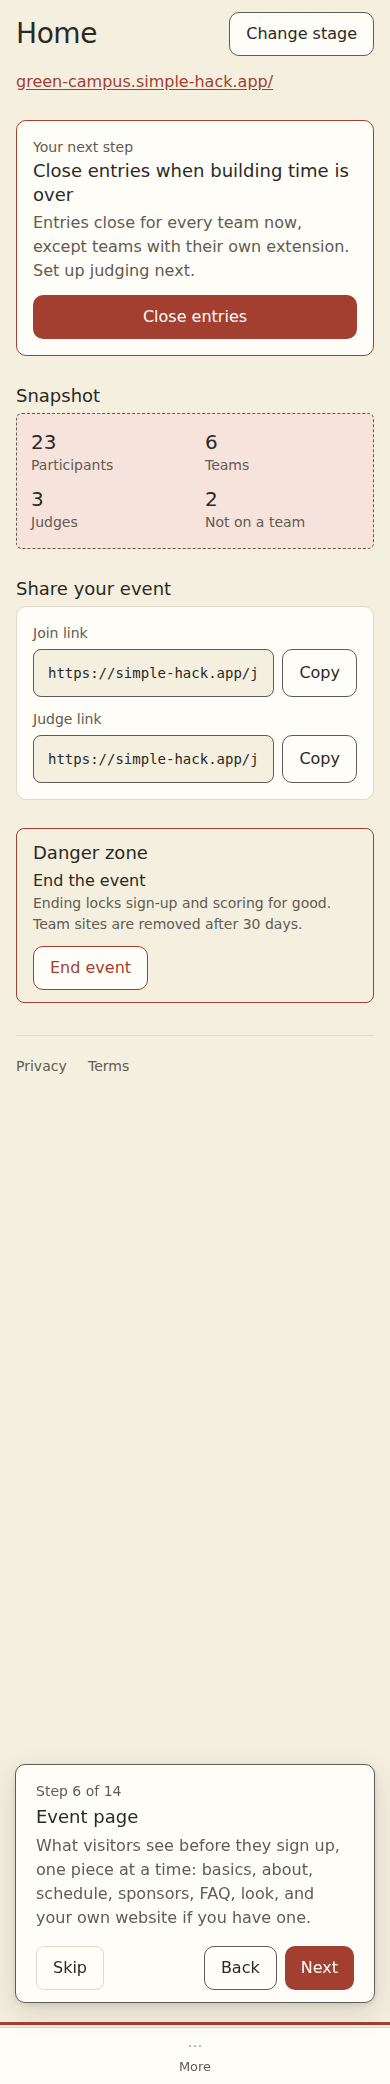 Home
Change stage
green-campus.simple-hack.app/
Your next step
Close entries when building time is
over
Entries close for every team now,
except teams with their own extension.
Set up judging next.
Close entries
Snapshot
23
Participants
6
Teams
3
Judges
2
Not on a team
Share your event
Join link
https://simple-hack.app/j
Copy
Judge link
https://simple-hack.app/j
Copy
Danger zone
End the event
Ending locks sign-up and scoring for good.
Team sites are removed after 30 days.
End event
Privacy
Terms
Step 6 of 14
Event page
What visitors see before they sign up,
one piece at a time: basics, about,
schedule, sponsors, FAQ, look, and
your own website if you have one.
Skip
Back
Next
...
More